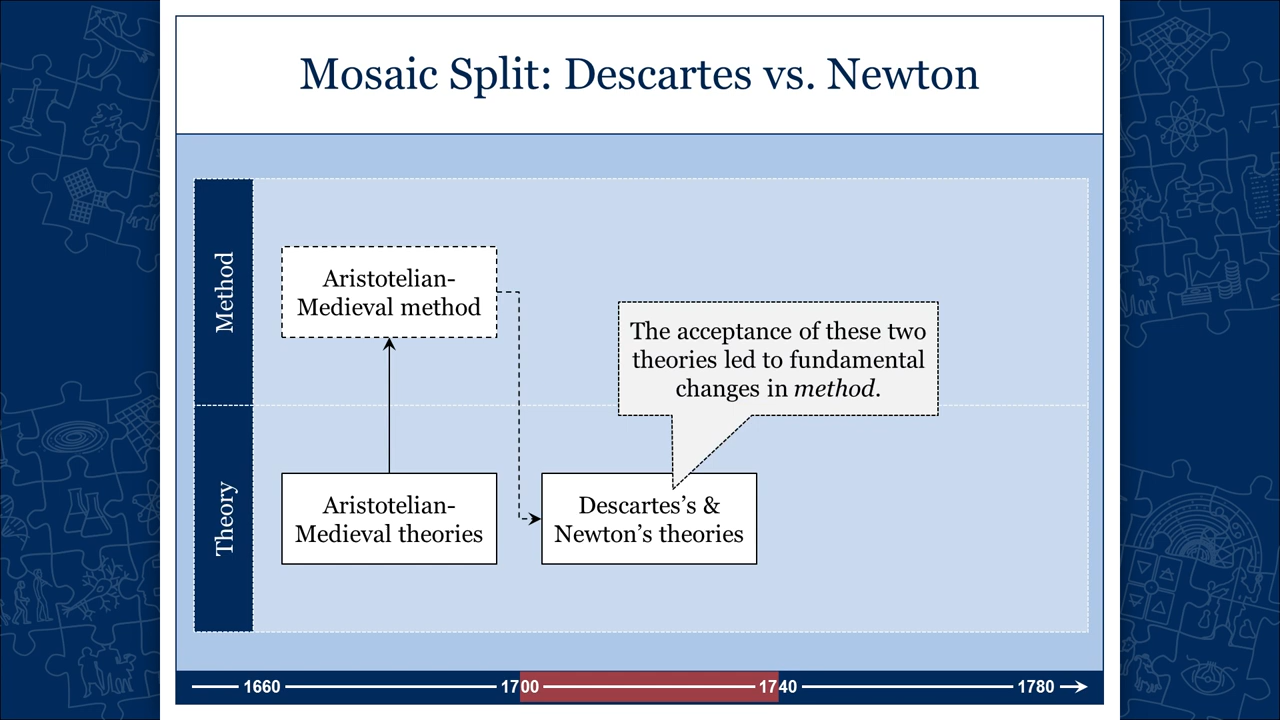 Mosaic Split: Descartes vs. Newton
Method
Aristotelian-
Medieval method
The acceptance of these two
theories led to fundamental
changes in method.
Theory
Aristotelian-
Medieval theories
Descartes’s &
Newton’s theories
1660
1700
1740
1780